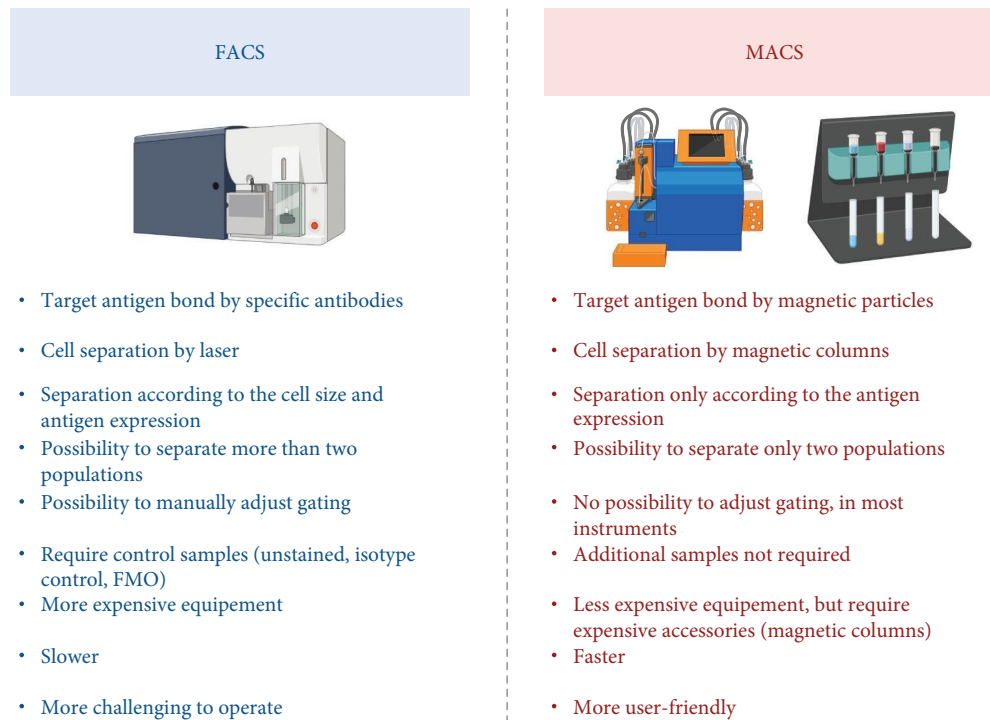 FACS
• Target antigen bond by specific antibodies
• Cell separation by laser
• Separation according to the cell size and
antigen expression
• Possibility to separate more than two
populations
• Possibility to manually adjust gating
• Require control samples (unstained, isotype
control, FMO)
• More expensive equipement
• Slower
• More challenging to operate
MACS
• Target antigen bond by magnetic particles
• Cell separation by magnetic columns
• Separation only according to the antigen
expression
• Possibility to separate only two populations
• No possibility to adjust gating, in most
instruments
• Additional samples not required
• Less expensive equipement, but require
expensive accessories (magnetic columns)
• Faster
• More user-friendly